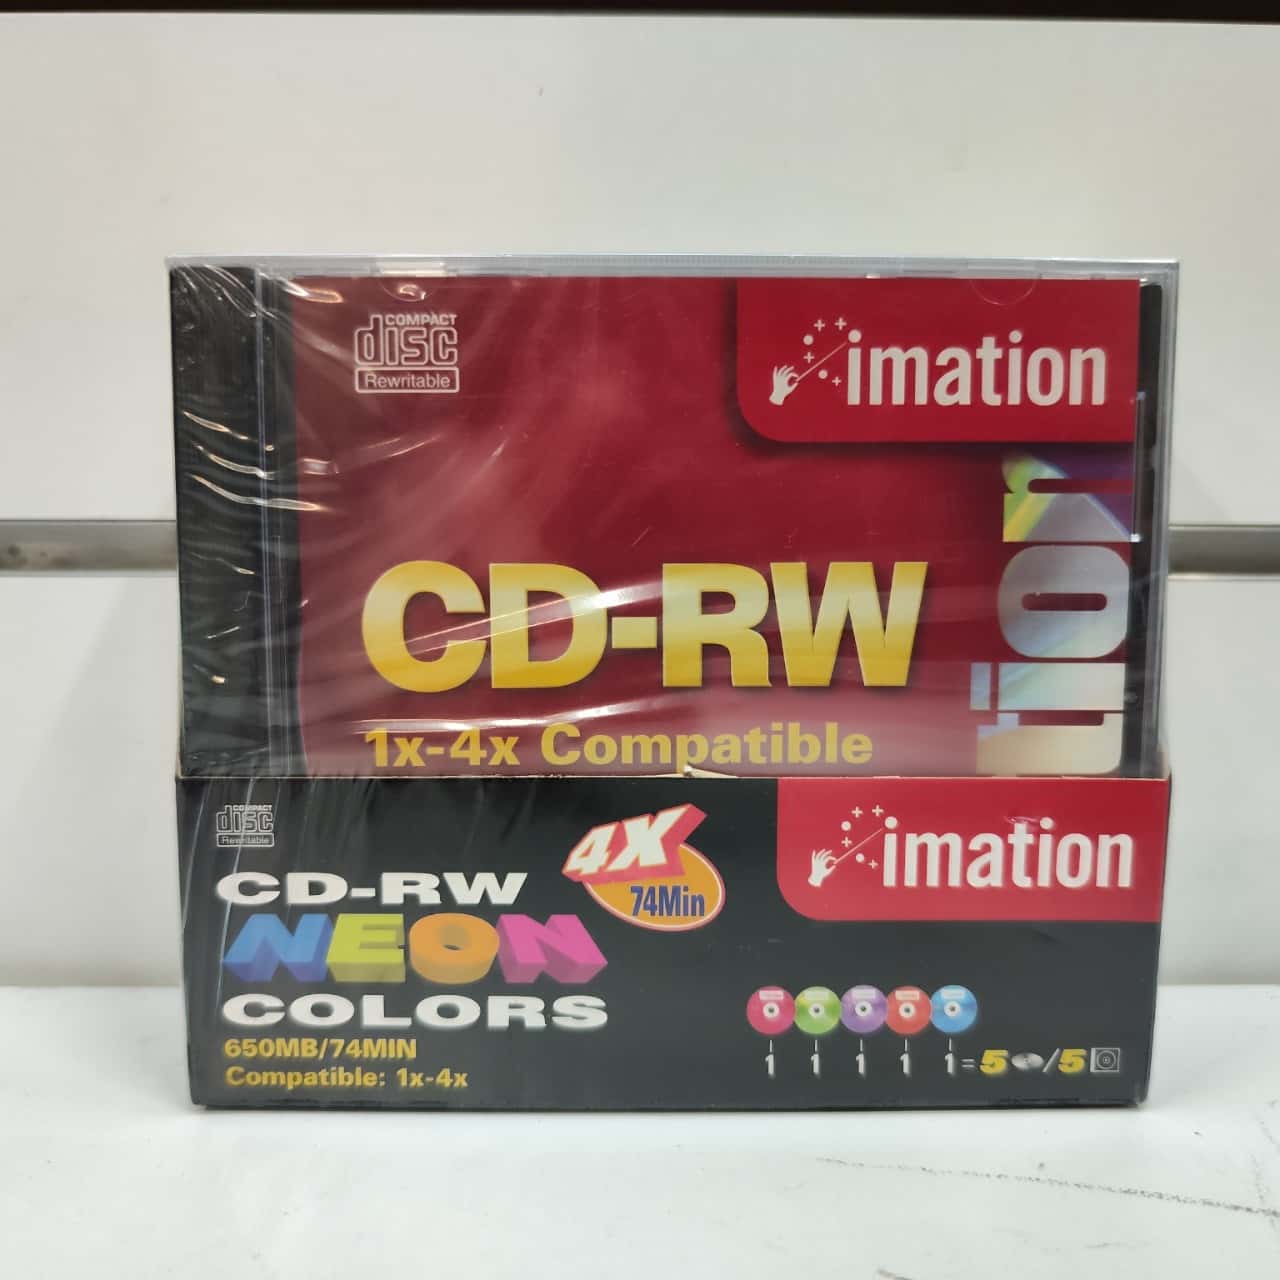 COMPACT
disc
Rewritable
imation
CD-RW
1x-4x Compatible
tion
COMPACT
disc
Rewritable
4X
74Min
imation
CD-RW
NEON
COLORS
650MB/74MIN
Compatible: 1x-4x
1 1 1 1 1 = 5 / 5